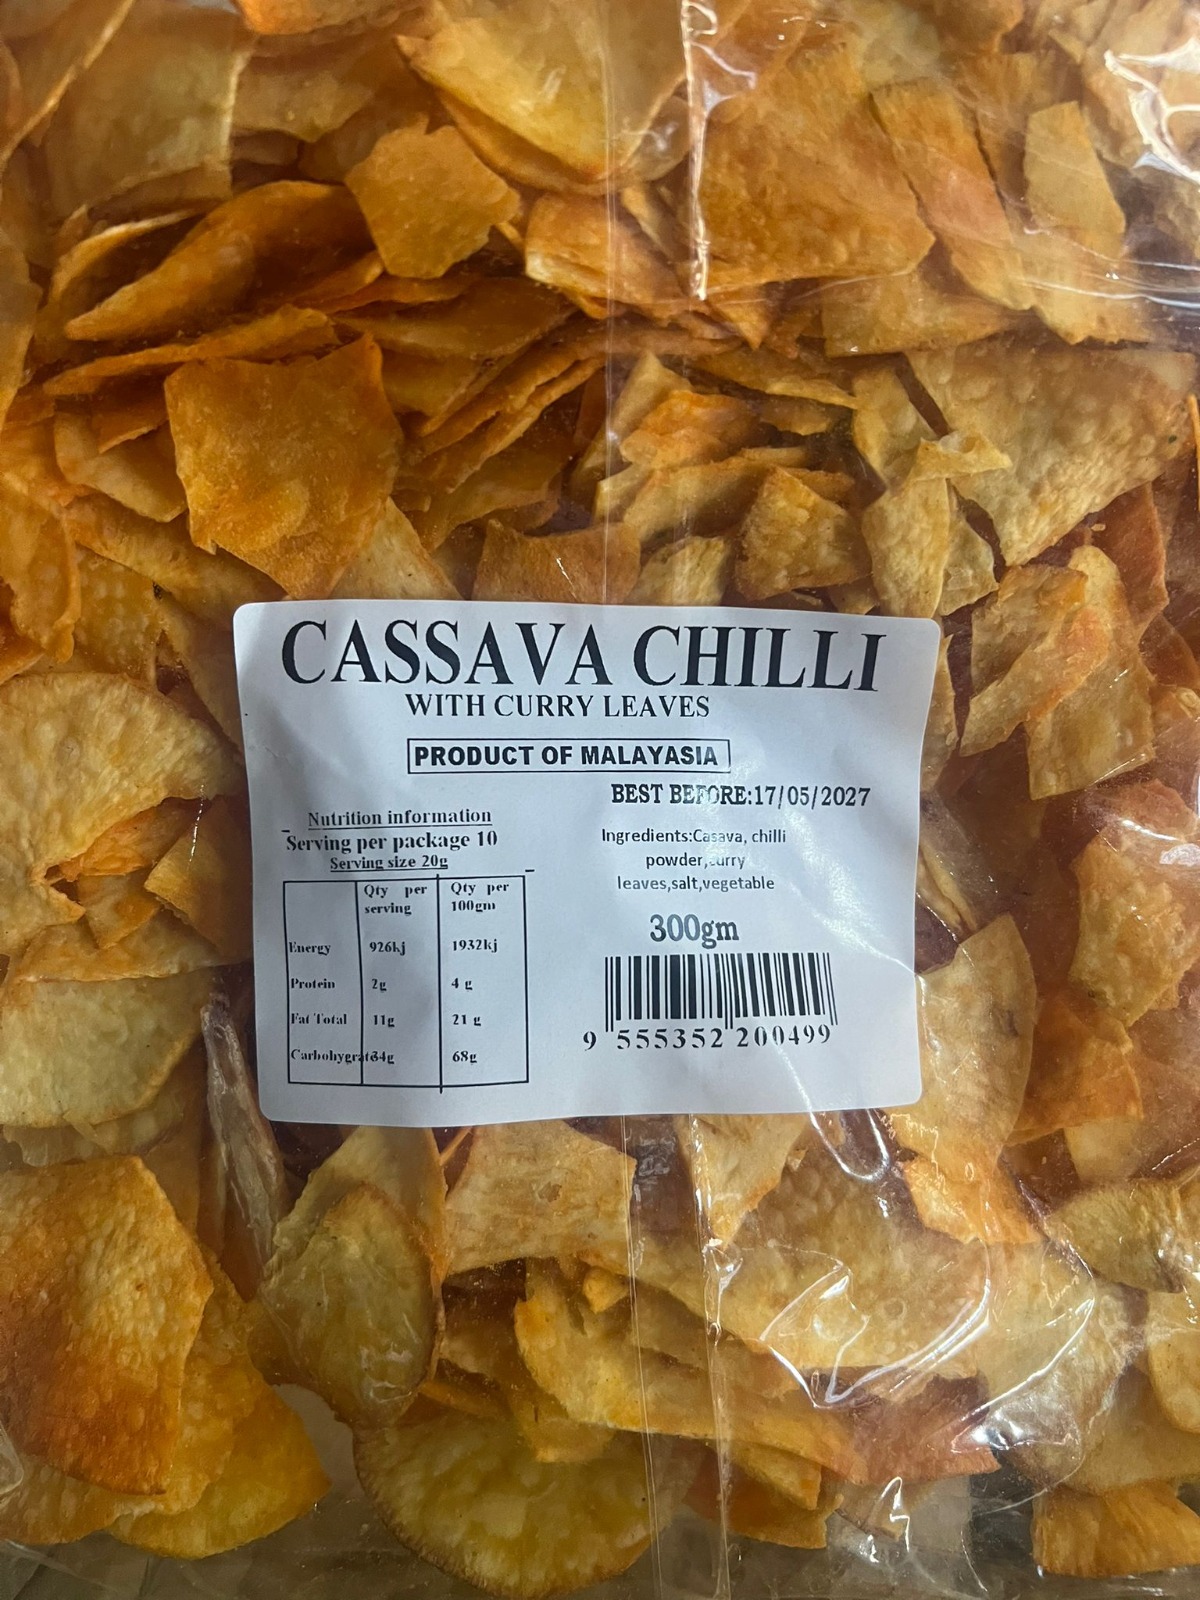 CASSAVA CHILLI
WITH CURRY LEAVES
PRODUCT OF MALAYASIA
BEST BEFORE:17/05/2027
Nutrition information
Serving per package 10
Serving size 20g
Qty per serving
Qty per 100gm
Energy 926kj 1932kj
Protein 2g 4 g
Fat Total 11g 21 g
Carbohygrate 34g 68g
Ingredients:Casava, chilli
powder,curry
leaves,salt,vegetable
300gm
9 555352 200499